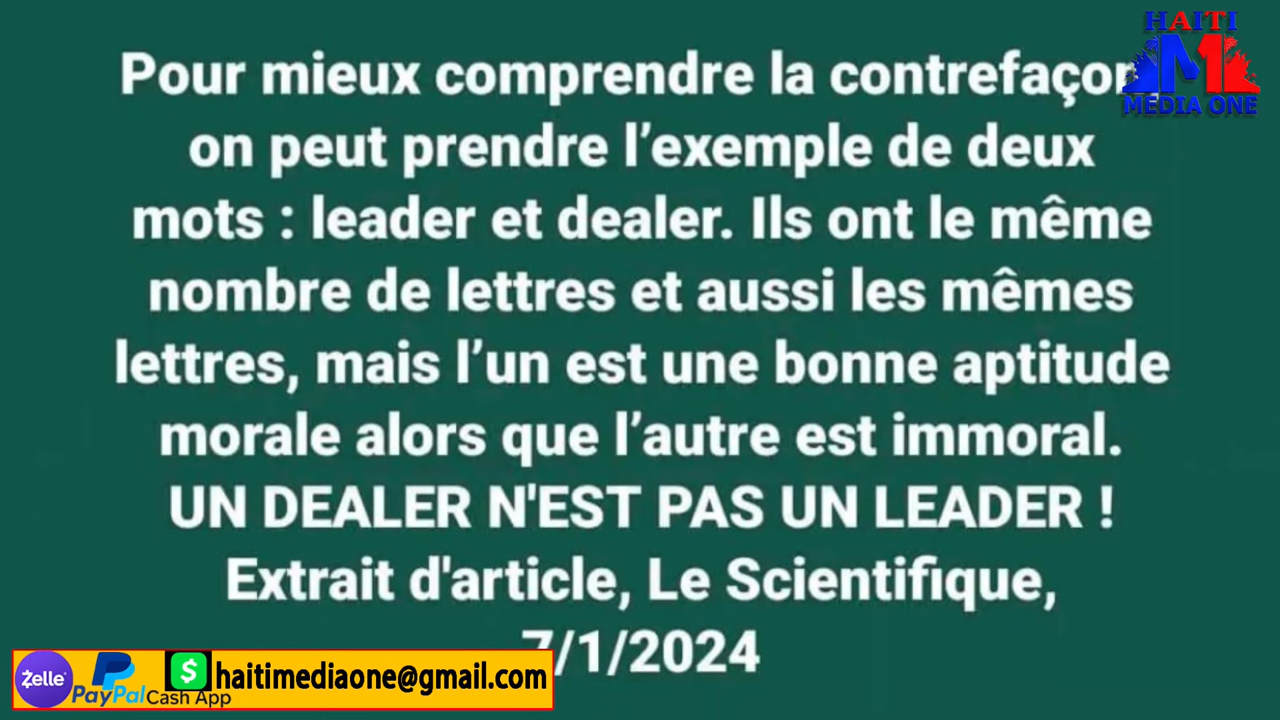 HAITI
M1
MEDIA ONE
Pour mieux comprendre la contrefaçon,
on peut prendre l’exemple de deux
mots : leader et dealer. Ils ont le même
nombre de lettres et aussi les mêmes
lettres, mais l’un est une bonne aptitude
morale alors que l’autre est immoral.
UN DEALER N'EST PAS UN LEADER !
Extrait d'article, Le Scientifique,
7/1/2024
Zelle
PayPal
$
Cash App
haitimediaone@gmail.com